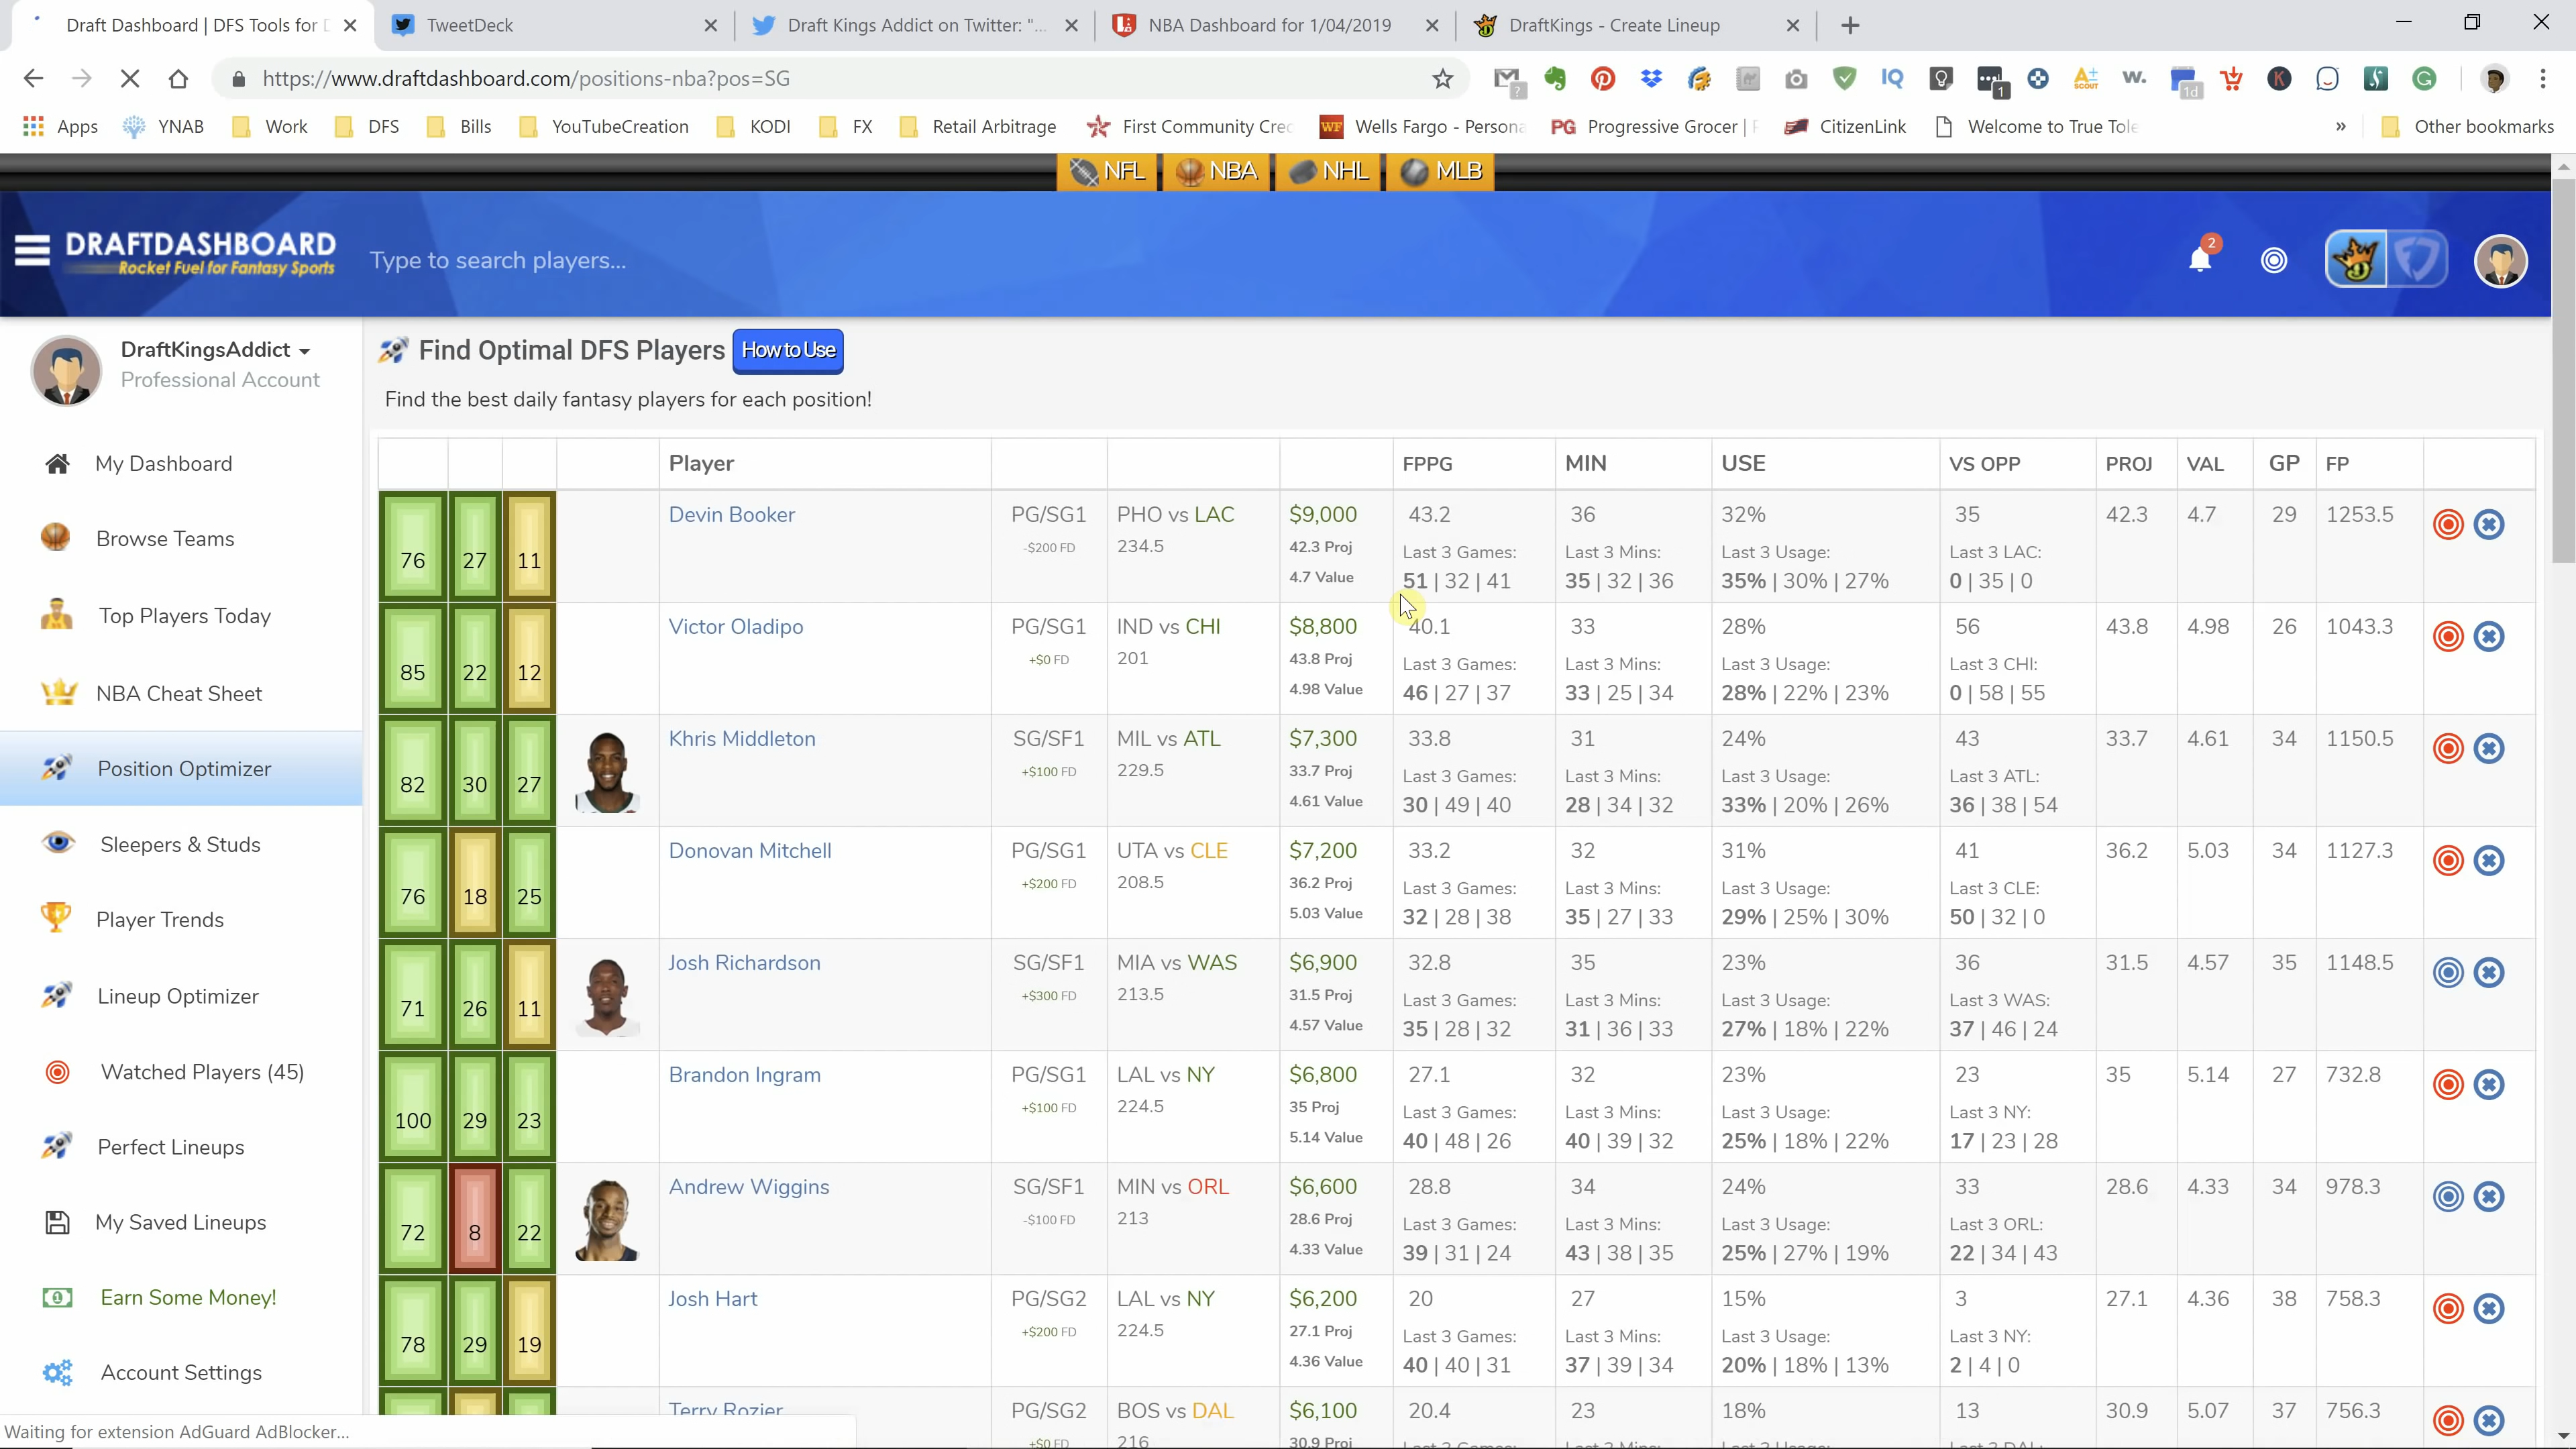 Draft Dashboard | DFS Tools for D
TweetDeck
Draft Kings Addict on Twitter: "...
NBA Dashboard for 1/04/2019
DraftKings - Create Lineup
https://www.draftdashboard.com/positions-nba?pos=SG
Apps YNAB Work DFS Bills YouTubeCreation KODI FX Retail Arbitrage First Community Cre Wells Fargo - Persona Progressive Grocer | CitizenLink Welcome to True Tole » Other bookmarks
NFL NBA NHL MLB
DRAFTDASHBOARD
Rocket Fuel for Fantasy Sports
Type to search players...
2
DraftKingsAddict
Professional Account
My Dashboard
Browse Teams
Top Players Today
NBA Cheat Sheet
Position Optimizer
Sleepers & Studs
Player Trends
Lineup Optimizer
Watched Players (45)
Perfect Lineups
My Saved Lineups
Earn Some Money!
Account Settings
Find Optimal DFS Players How to Use
Find the best daily fantasy players for each position!
Player FPPG MIN USE VS OPP PROJ VAL GP FP
Devin Booker PG/SG1 PHO vs LAC $9,000 43.2 36 32% 35 42.3 4.7 29 1253.5
76 27 11 -$200 FD 234.5 42.3 Proj Last 3 Games: Last 3 Mins: Last 3 Usage: Last 3 LAC:
4.7 Value 51 | 32 | 41 35 | 32 | 36 35% | 30% | 27% 0 | 35 | 0
Victor Oladipo PG/SG1 IND vs CHI $8,800 40.1 33 28% 56 43.8 4.98 26 1043.3
85 22 12 +$0 FD 201 43.8 Proj Last 3 Games: Last 3 Mins: Last 3 Usage: Last 3 CHI:
4.98 Value 46 | 27 | 37 33 | 25 | 34 28% | 22% | 23% 0 | 58 | 55
Khris Middleton SG/SF1 MIL vs ATL $7,300 33.8 31 24% 43 33.7 4.61 34 1150.5
82 30 27 +$100 FD 229.5 33.7 Proj Last 3 Games: Last 3 Mins: Last 3 Usage: Last 3 ATL:
4.61 Value 30 | 49 | 40 28 | 34 | 32 33% | 20% | 26% 36 | 38 | 54
Donovan Mitchell PG/SG1 UTA vs CLE $7,200 33.2 32 31% 41 36.2 5.03 34 1127.3
76 18 25 +$200 FD 208.5 36.2 Proj Last 3 Games: Last 3 Mins: Last 3 Usage: Last 3 CLE:
5.03 Value 32 | 28 | 38 35 | 27 | 33 29% | 25% | 30% 50 | 32 | 0
Josh Richardson SG/SF1 MIA vs WAS $6,900 32.8 35 23% 36 31.5 4.57 35 1148.5
71 26 11 +$300 FD 213.5 31.5 Proj Last 3 Games: Last 3 Mins: Last 3 Usage: Last 3 WAS:
4.57 Value 35 | 28 | 32 31 | 36 | 33 27% | 18% | 22% 37 | 46 | 24
Brandon Ingram PG/SG1 LAL vs NY $6,800 27.1 32 23% 23 35 5.14 27 732.8
100 29 23 +$100 FD 224.5 35 Proj Last 3 Games: Last 3 Mins: Last 3 Usage: Last 3 NY:
5.14 Value 40 | 48 | 26 40 | 39 | 32 25% | 18% | 22% 17 | 23 | 28
Andrew Wiggins SG/SF1 MIN vs ORL $6,600 28.8 34 24% 33 28.6 4.33 34 978.3
72 8 22 -$100 FD 213 28.6 Proj Last 3 Games: Last 3 Mins: Last 3 Usage: Last 3 ORL:
4.33 Value 39 | 31 | 24 43 | 38 | 35 25% | 27% | 19% 22 | 34 | 43
Josh Hart PG/SG2 LAL vs NY $6,200 20 27 15% 3 27.1 4.36 38 758.3
78 29 19 +$200 FD 224.5 27.1 Proj Last 3 Games: Last 3 Mins: Last 3 Usage: Last 3 NY:
4.36 Value 40 | 40 | 31 37 | 39 | 34 20% | 18% | 13% 2 | 4 | 0
Terry Rozier PG/SG2 BOS vs DAL $6,100 20.4 23 18% 13 30.9 5.07 37 756.3
+$0 FD 216 30.9 Proj
Waiting for extension AdGuard AdBlocker...